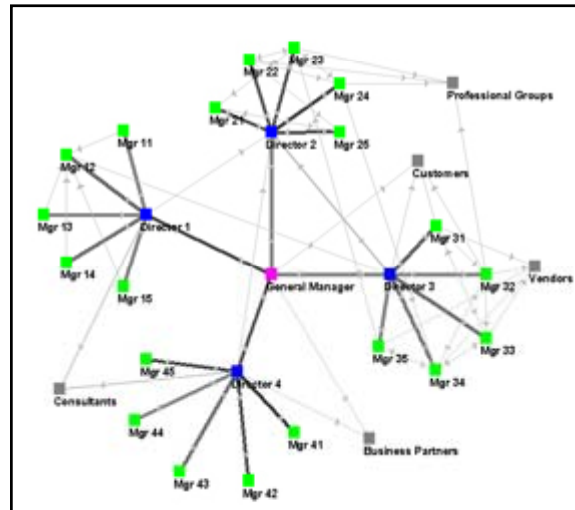 Mgr 23
Mgr 22
Mgr 24
Professional Groups
Mgr 21
Mgr 25
Mgr 11
Director 2
Mgr 12
Customers
Mgr 13
Director 1
Mgr 31
Mgr 14
General Manager
Director 3
Mgr 32
Vendors
Mgr 15
Mgr 33
Mgr 35
Mgr 45
Mgr 34
Director 4
Consultants
Mgr 44
Mgr 41
Business Partners
Mgr 43
Mgr 42